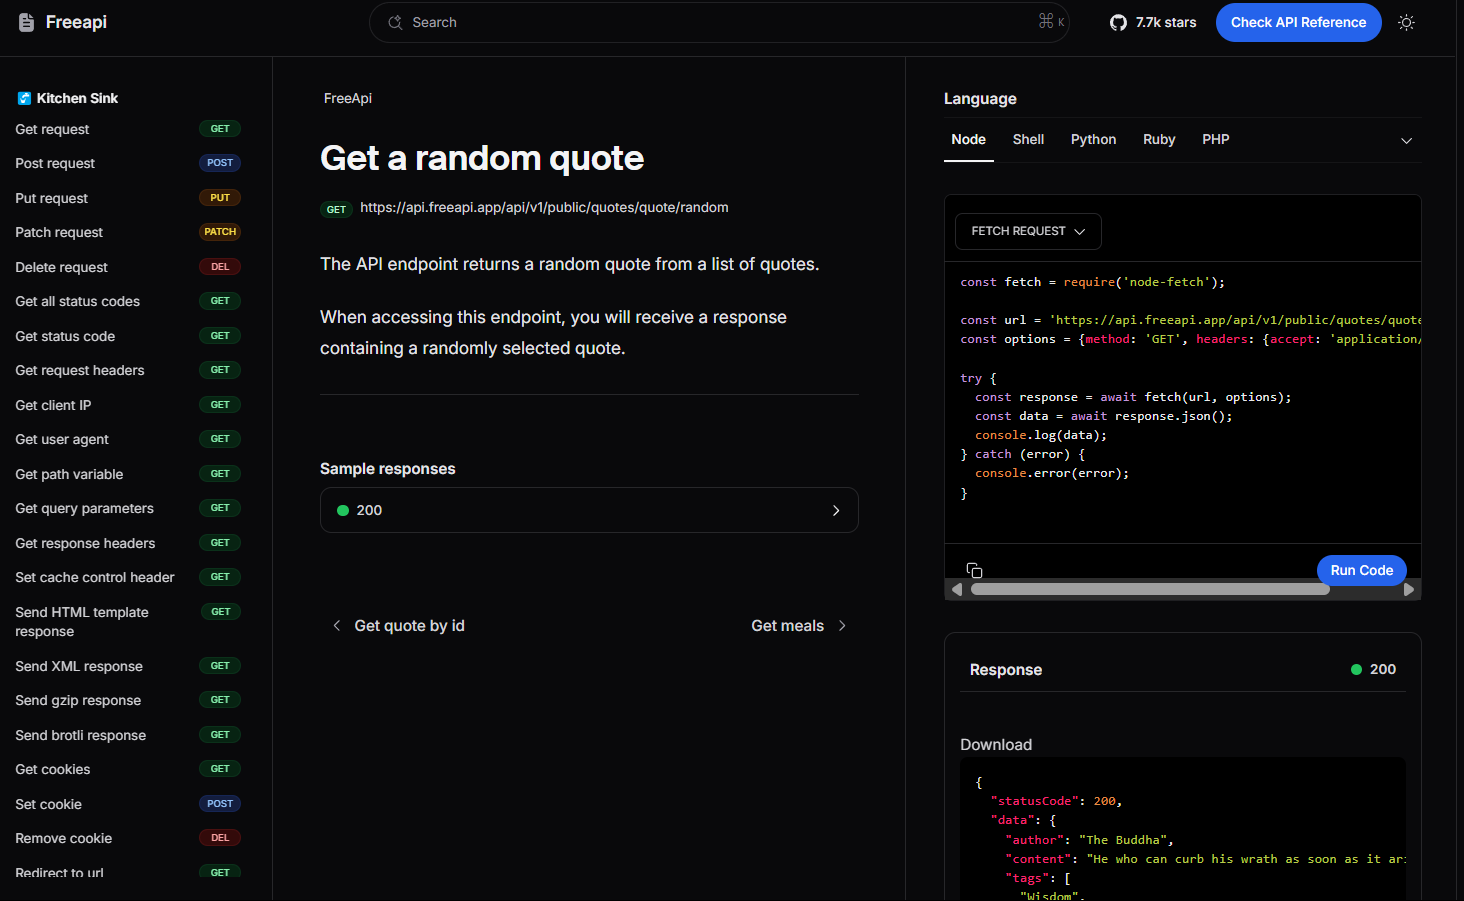 Freeapi
Search
⌘ K
7.7k stars
Check API Reference
Kitchen Sink
Get request GET
Post request POST
Put request PUT
Patch request PATCH
Delete request DEL
Get all status codes GET
Get status code GET
Get request headers GET
Get client IP GET
Get user agent GET
Get path variable GET
Get query parameters GET
Get response headers GET
Set cache control header GET
Send HTML template GET
response
Send XML response GET
Send gzip response GET
Send brotli response GET
Get cookies GET
Set cookie POST
Remove cookie DEL
Redirect to url GET
FreeApi
Get a random quote
GET https://api.freeapi.app/api/v1/public/quotes/quote/random
The API endpoint returns a random quote from a list of quotes.
When accessing this endpoint, you will receive a response
containing a randomly selected quote.
Sample responses
200
Get quote by id
Get meals
Language
Node Shell Python Ruby PHP
FETCH REQUEST
const fetch = require('node-fetch');
const url = 'https://api.freeapi.app/api/v1/public/quotes/quote
const options = {method: 'GET', headers: {accept: 'application/
try {
const response = await fetch(url, options);
const data = await response.json();
console.log(data);
} catch (error) {
console.error(error);
}
Run Code
Response 200
Download
{
"statusCode": 200,
"data": {
"author": "The Buddha",
"content": "He who can curb his wrath as soon as it ari
"tags": [
"Wisdom",